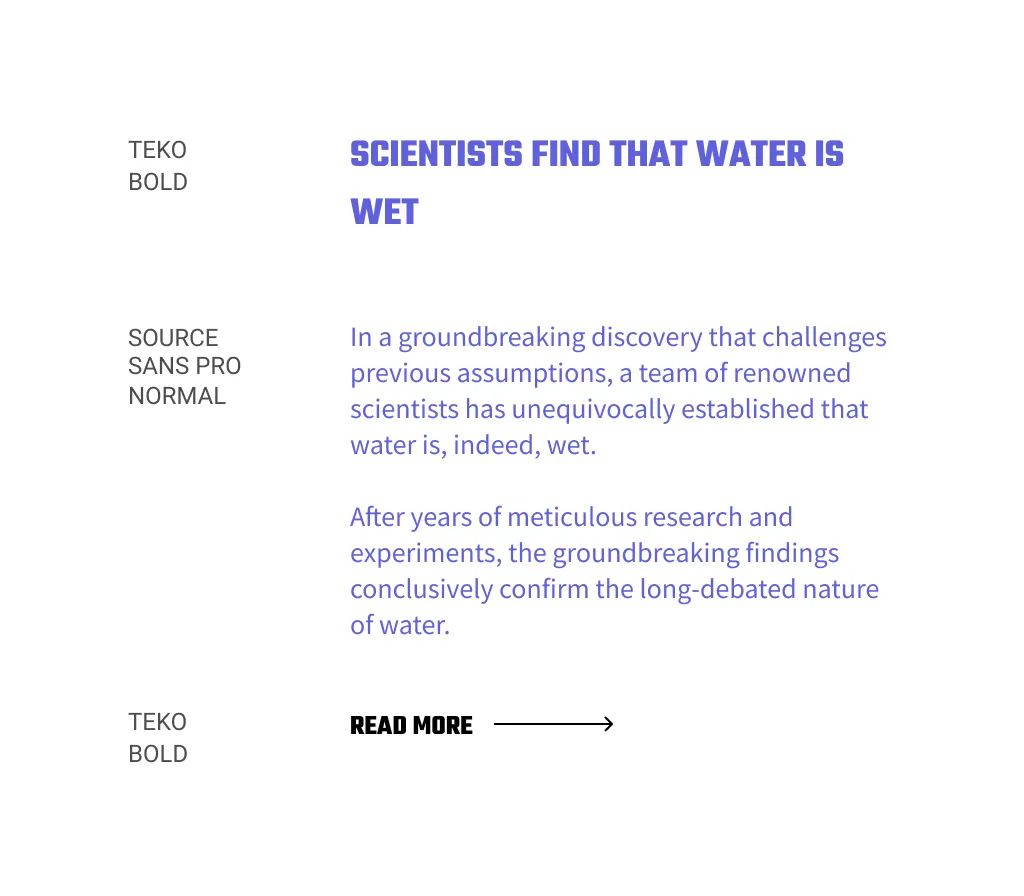 TEKO
BOLD
SCIENTISTS FIND THAT WATER IS
WET
SOURCE
SANS PRO
NORMAL
In a groundbreaking discovery that challenges
previous assumptions, a team of renowned
scientists has unequivocally established that
water is, indeed, wet.
After years of meticulous research and
experiments, the groundbreaking findings
conclusively confirm the long-debated nature
of water.
TEKO
BOLD
READ MORE